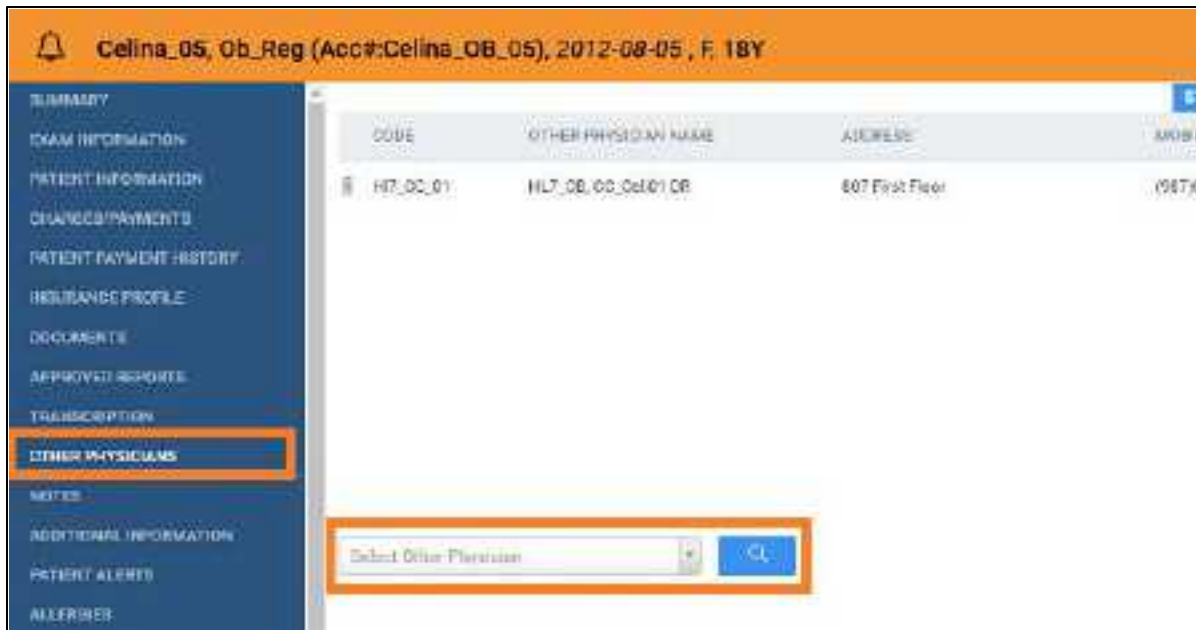 Celina_05, Ob_Reg (Acc#:Celina_OB_05), 2012-08-05 , F, 18Y
SUMMARY
EXAM INFORMATION
PATIENT INFORMATION
CHARGES/PAYMENTS
PATIENT PAYMENT HISTORY
INSURANCE PROFILE
DOCUMENTS
APPROVED REPORTS
TRANSCRIPTION
OTHER PHYSICIANS
NOTES
ADDITIONAL INFORMATION
PATIENT ALERTS
ALLERGIES
CODE OTHER PHYSICIAN NAME ADDRESS
807 First Floor
Select Other Physician